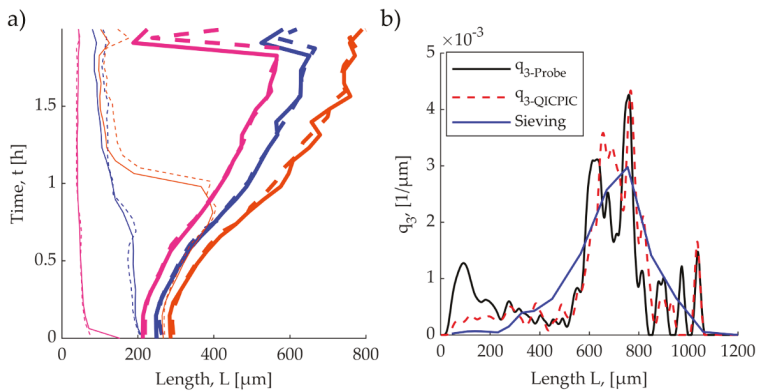 a)
Time, t [h]
1.5
1
0.5
0
0 200 400 600 800
Length, L [µm]
b)
×10⁻³
q₃, [1/µm]
5
4
3
2
1
0
q₃-Probe
q₃-QICPIC
Sieving
0 200 400 600 800 1000 1200
Length L, [µm]